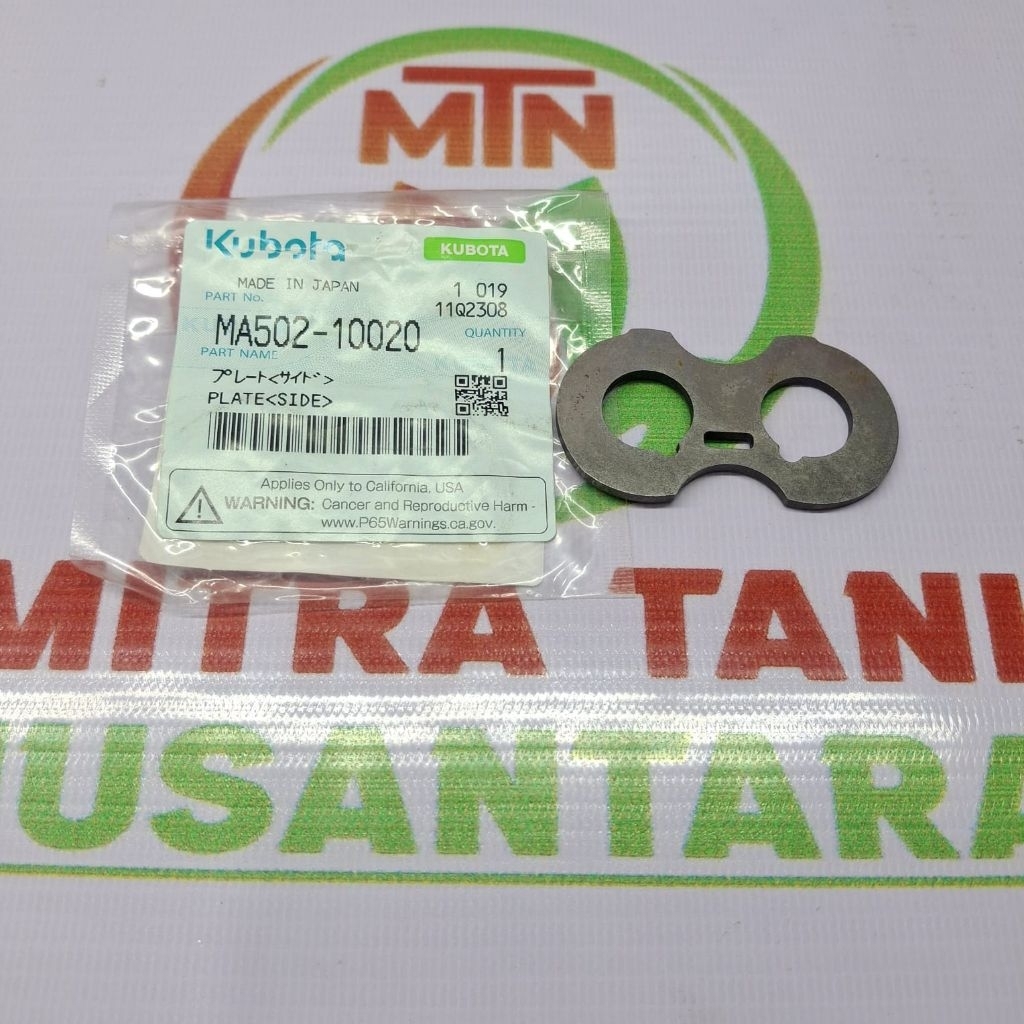 MTN
Kubota
KUBOTA
MADE IN JAPAN
1 019
PART No.
11Q2308
MA502-10020
QUANTITY
PART NAME
1
プレート<サイド>
PLATE<SIDE>
Applies Only to California, USA
WARNING: Cancer and Reproductive Harm -
www.P65Warnings.ca.gov.
MITRA TANI
NUSANTARA